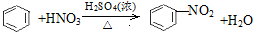 +HNO₃ H₂SO₄(浓) △ NO₂ +H₂O